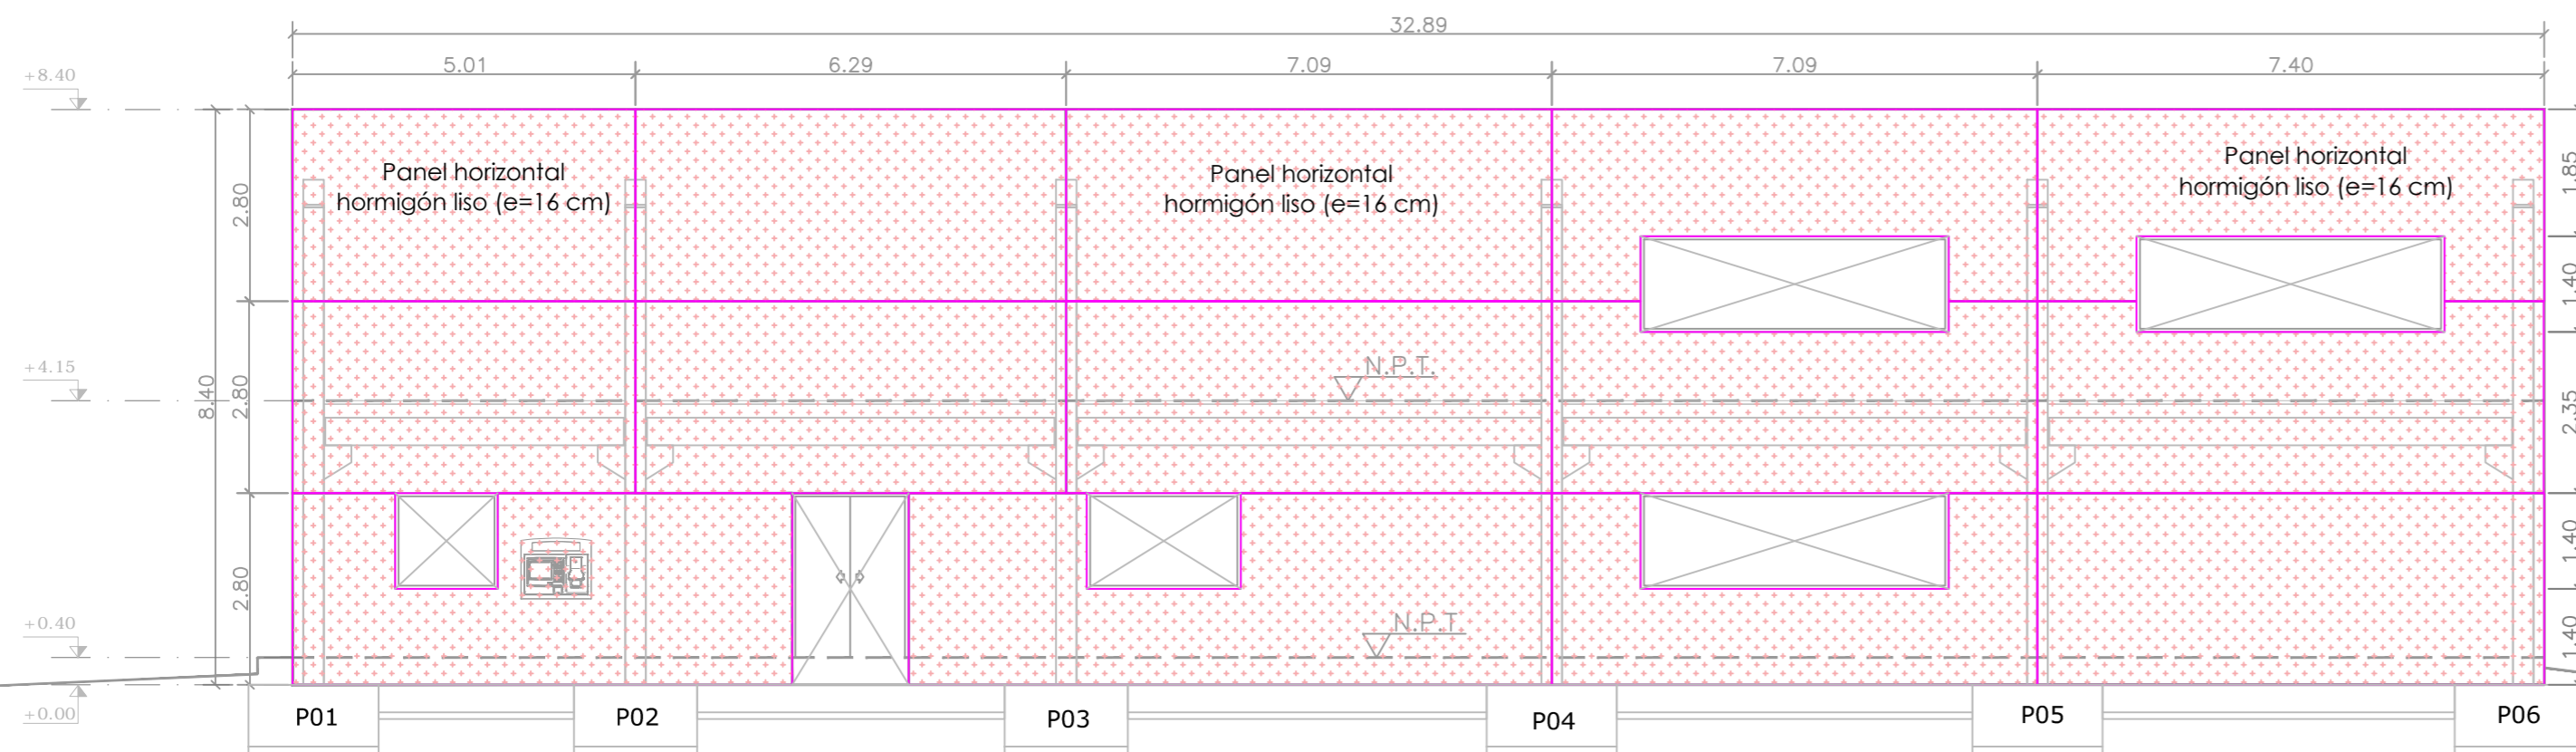 32.89
5.01 6.29 7.09 7.09 7.40
+8.40
Panel horizontal
hormigón liso (e=16 cm)
Panel horizontal
hormigón liso (e=16 cm)
Panel horizontal
hormigón liso (e=16 cm)
2.80
1.85
1.40
+4.15
N.P.T.
8.40
2.80
2.35
2.80
1.40
+0.40
N.P.T
1.40
+0.00
P01 P02 P03 P04 P05 P06